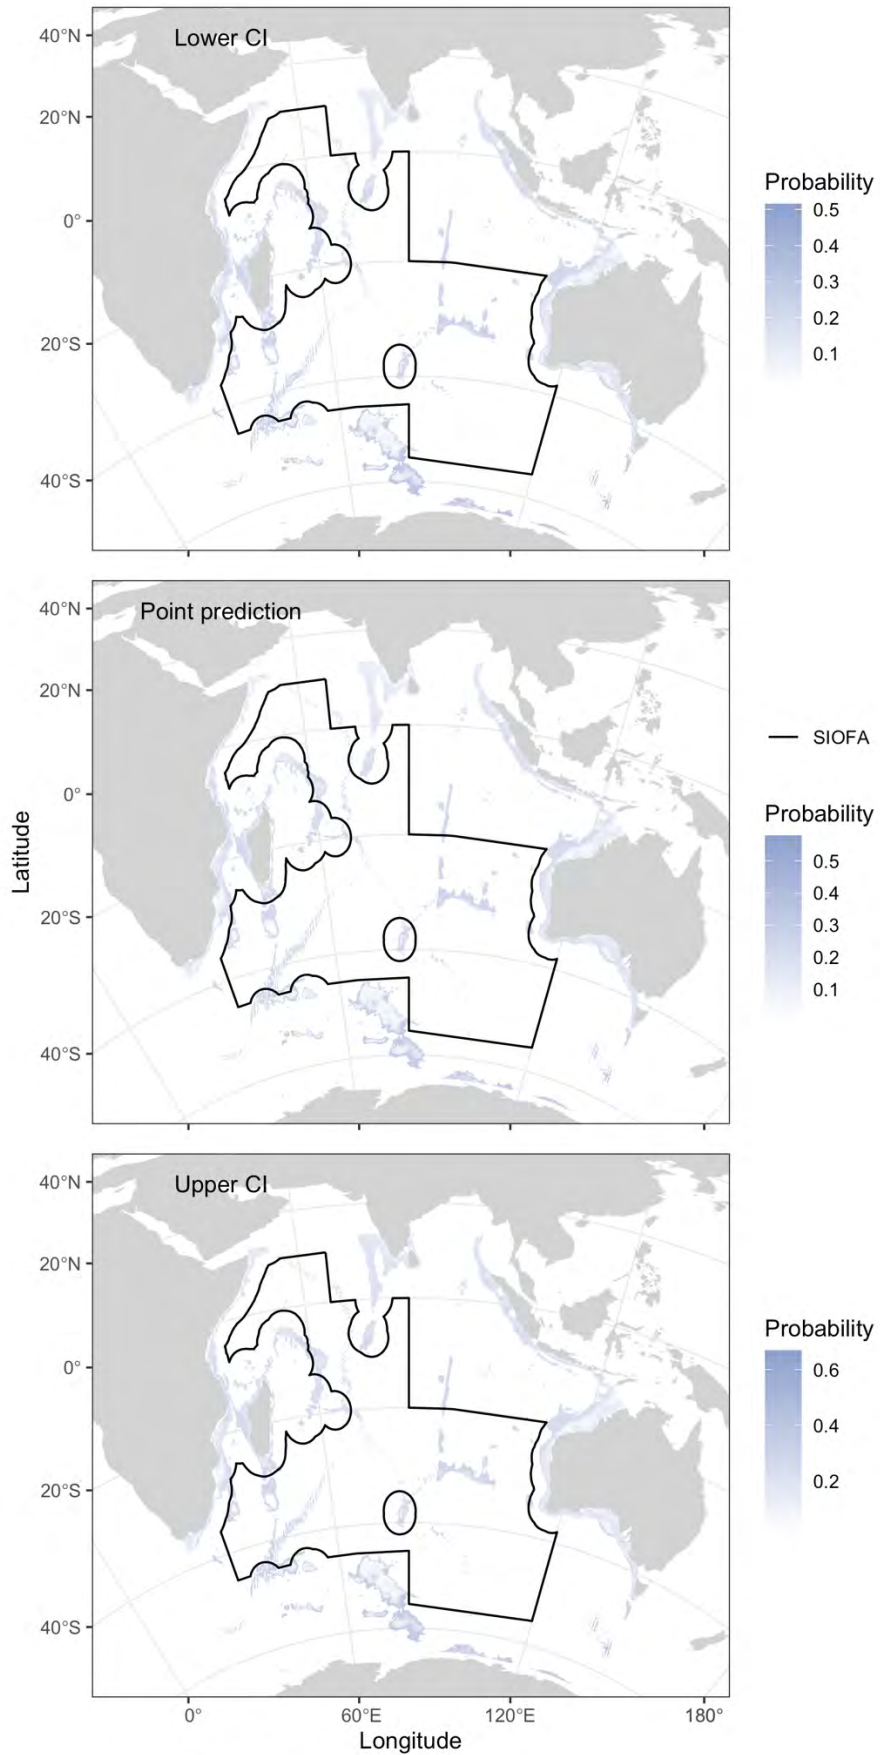 Lower CI
40°N
20°N
0°
20°S
40°S
Probability
0.5
0.4
0.3
0.2
0.1
Point prediction
40°N
20°N
0°
20°S
40°S
Latitude
SIOFA
Probability
0.5
0.4
0.3
0.2
0.1
Upper CI
40°N
20°N
0°
20°S
40°S
Probability
0.6
0.4
0.2
0° 60°E 120°E 180°
Longitude